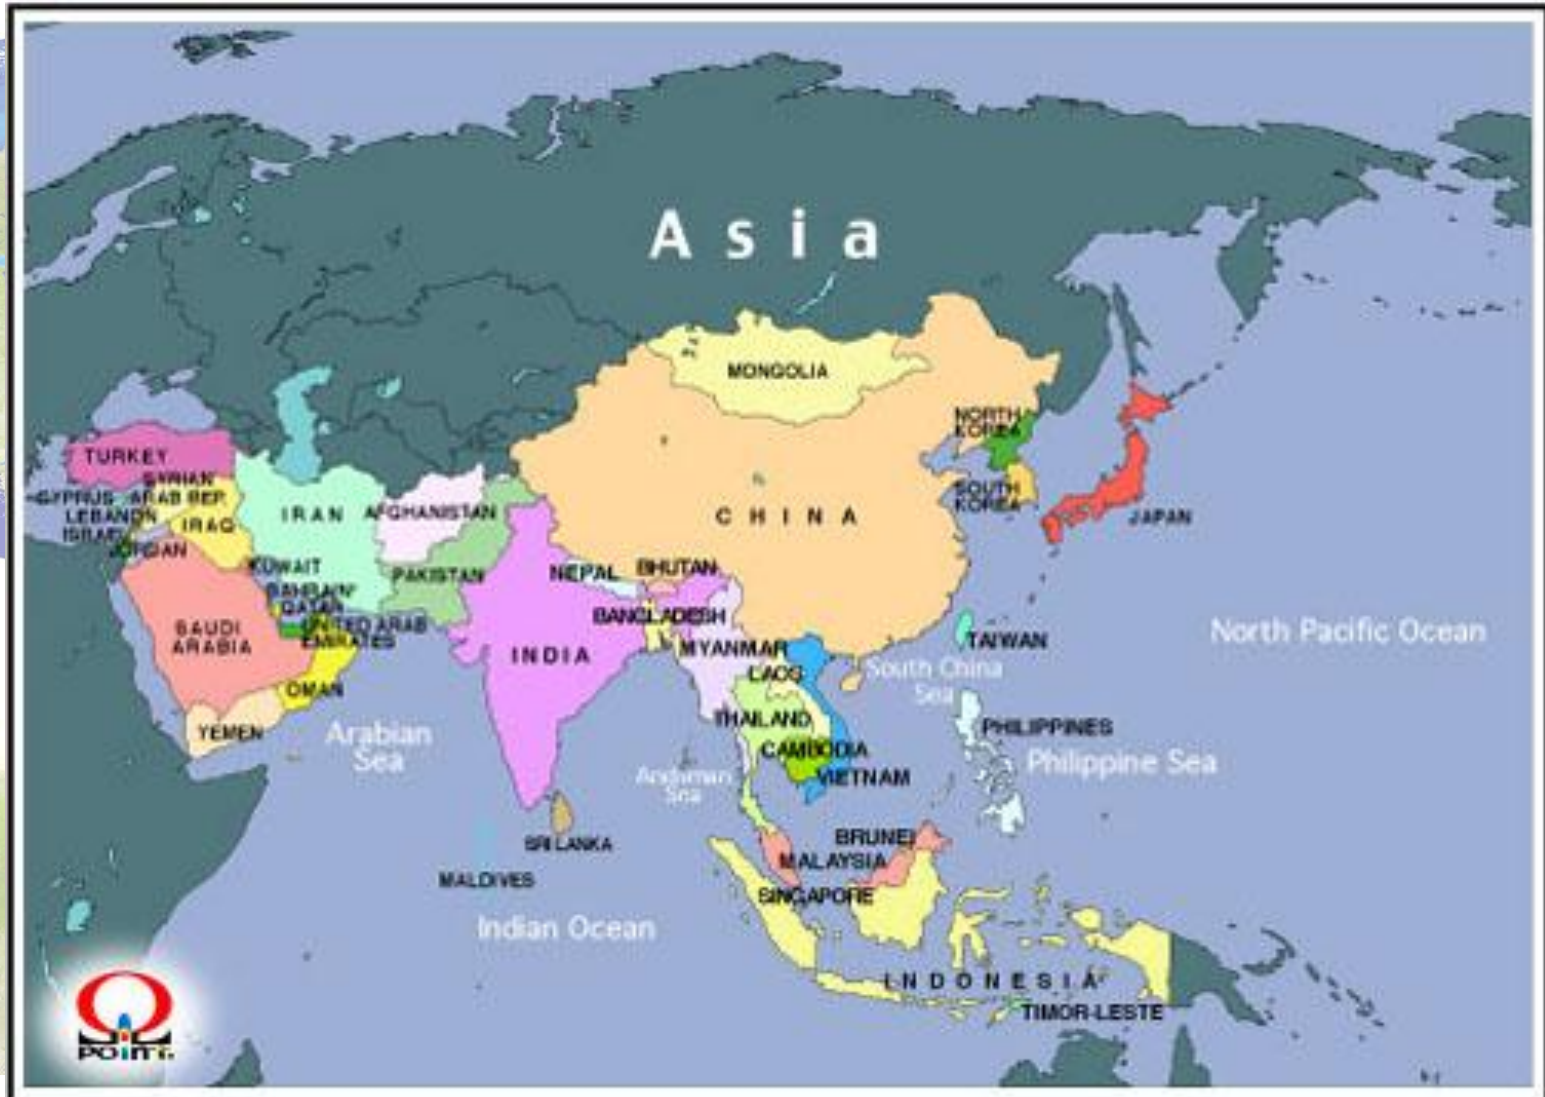 Asia
MONGOLIA
NORTH
KOREA
TURKEY
SYRIAN
ARAB REP.
CYPRUS
LEBANON
ISRAEL
JORDAN
IRAQ
IRAN
AFGHANISTAN
CHINA
SOUTH
KOREA
JAPAN
KUWAIT
BAHRAIN
QATAR
UNITED ARAB
EMIRATES
PAKISTAN
NEPAL
BHUTAN
BANGLADESH
SAUDI
ARABIA
INDIA
MYANMAR
LAOS
TAIWAN
North Pacific Ocean
South China
Sea
OMAN
YEMEN
Arabian
Sea
THAILAND
CAMBODIA
VIETNAM
PHILIPPINES
Philippine Sea
Andaman
Sea
SRI LANKA
MALDIVES
BRUNEI
MALAYSIA
SINGAPORE
Indian Ocean
INDONESIA
TIMOR-LESTE